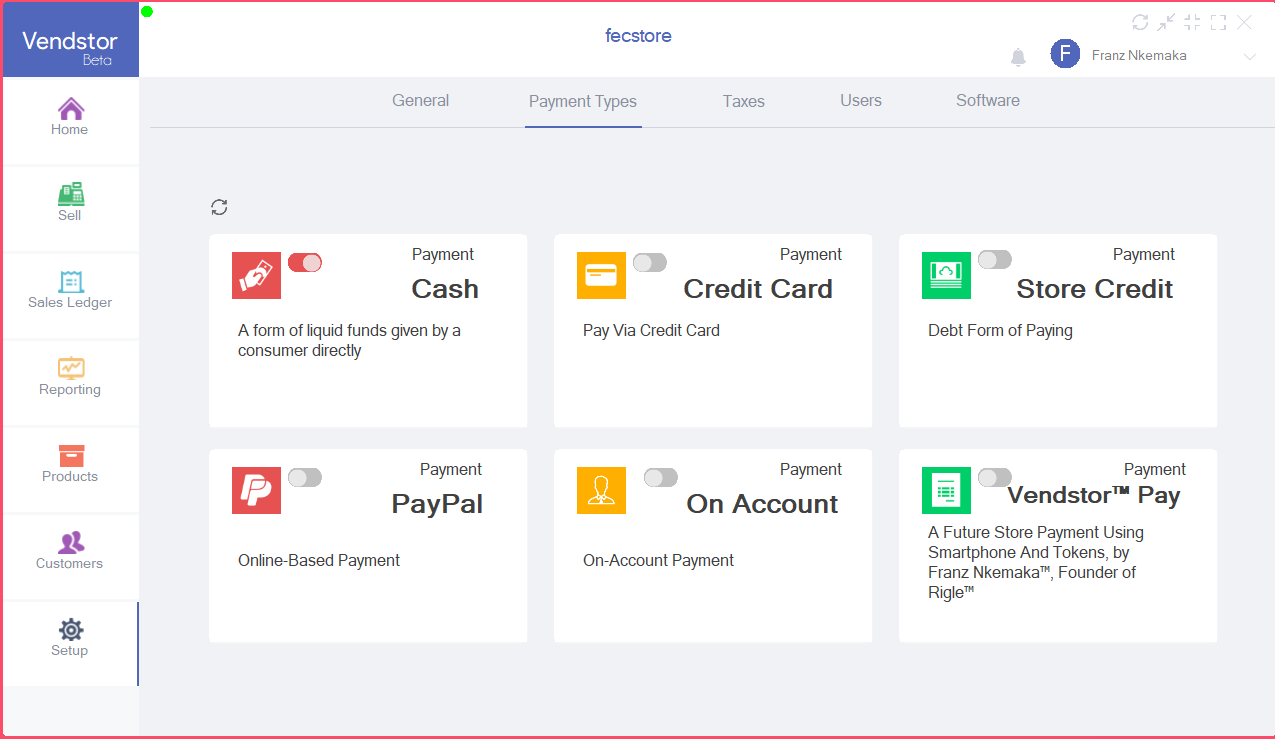 Vendstor
Beta
fecstore
F
Franz Nkemaka
Home
Sell
Sales Ledger
Reporting
Products
Customers
Setup
General
Payment Types
Taxes
Users
Software
Payment
Cash
A form of liquid funds given by a
consumer directly
Payment
Credit Card
Pay Via Credit Card
Payment
Store Credit
Debt Form of Paying
Payment
PayPal
Online-Based Payment
Payment
On Account
On-Account Payment
Payment
Vendstor™ Pay
A Future Store Payment Using
Smartphone And Tokens, by
Franz Nkemaka™, Founder of
Rigle™